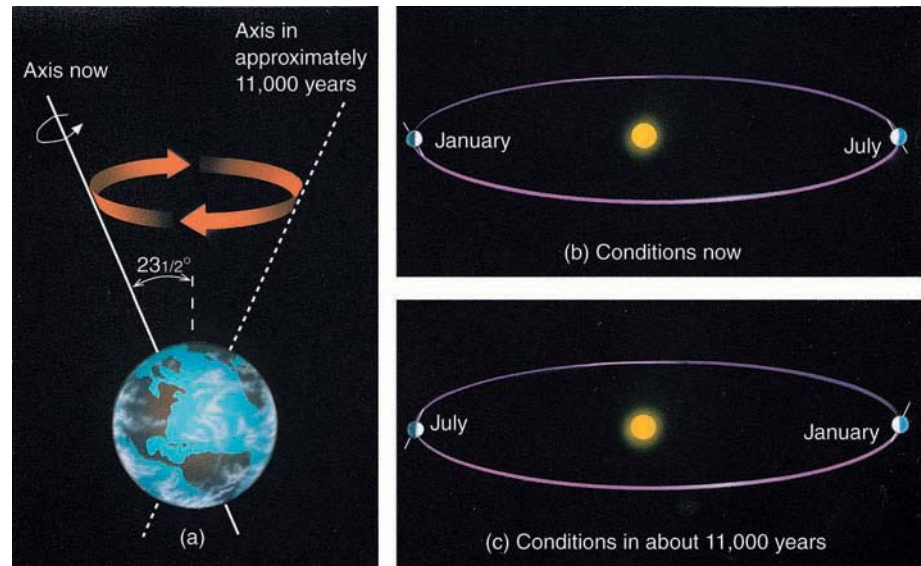 Axis now
Axis in
approximately
11,000 years
23 1/2°
(a)
January
July
(b) Conditions now
July
January
(c) Conditions in about 11,000 years